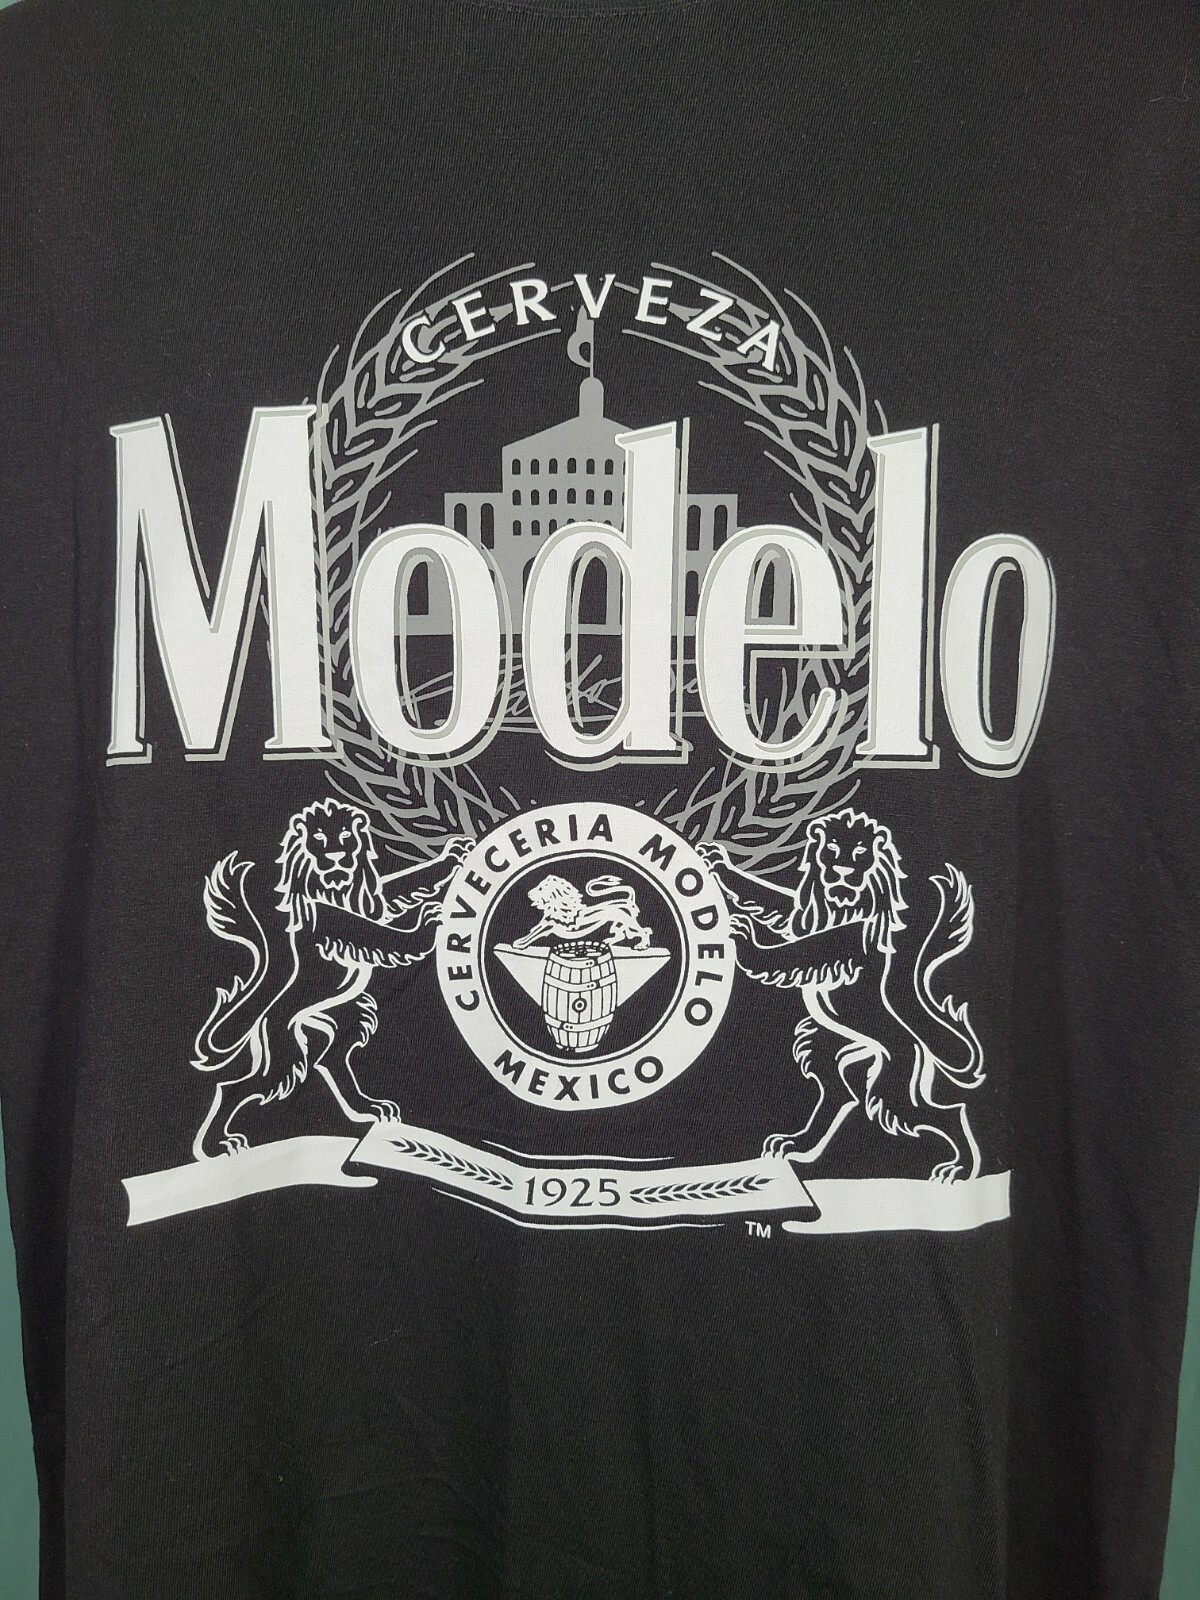 CERVEZA
Modelo
CERVECERIA MODELO
MEXICO
1925
TM